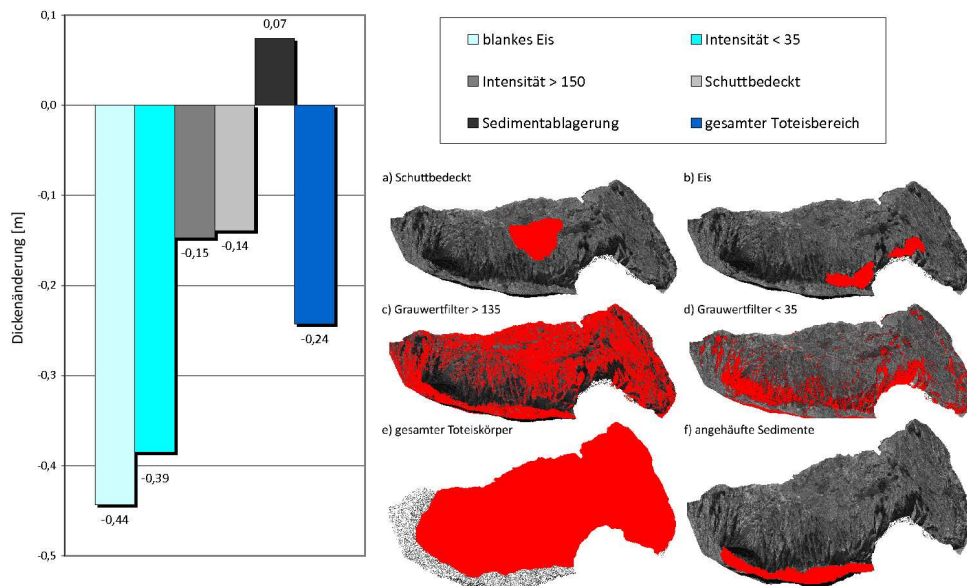 0,1
0,0
-0,1
-0,2
-0,3
-0,4
-0,5
Dickenänderung [m]
-0,44
-0,39
-0,15
-0,14
0,07
-0,24
blankes Eis
Intensität < 35
Intensität > 150
Schuttbedeckt
Sedimentablagerung
gesamter Toteisbereich
a) Schuttbedeckt
b) Eis
c) Grauwertfilter > 135
d) Grauwertfilter < 35
e) gesamter Toteiskörper
f) angehäufte Sedimente